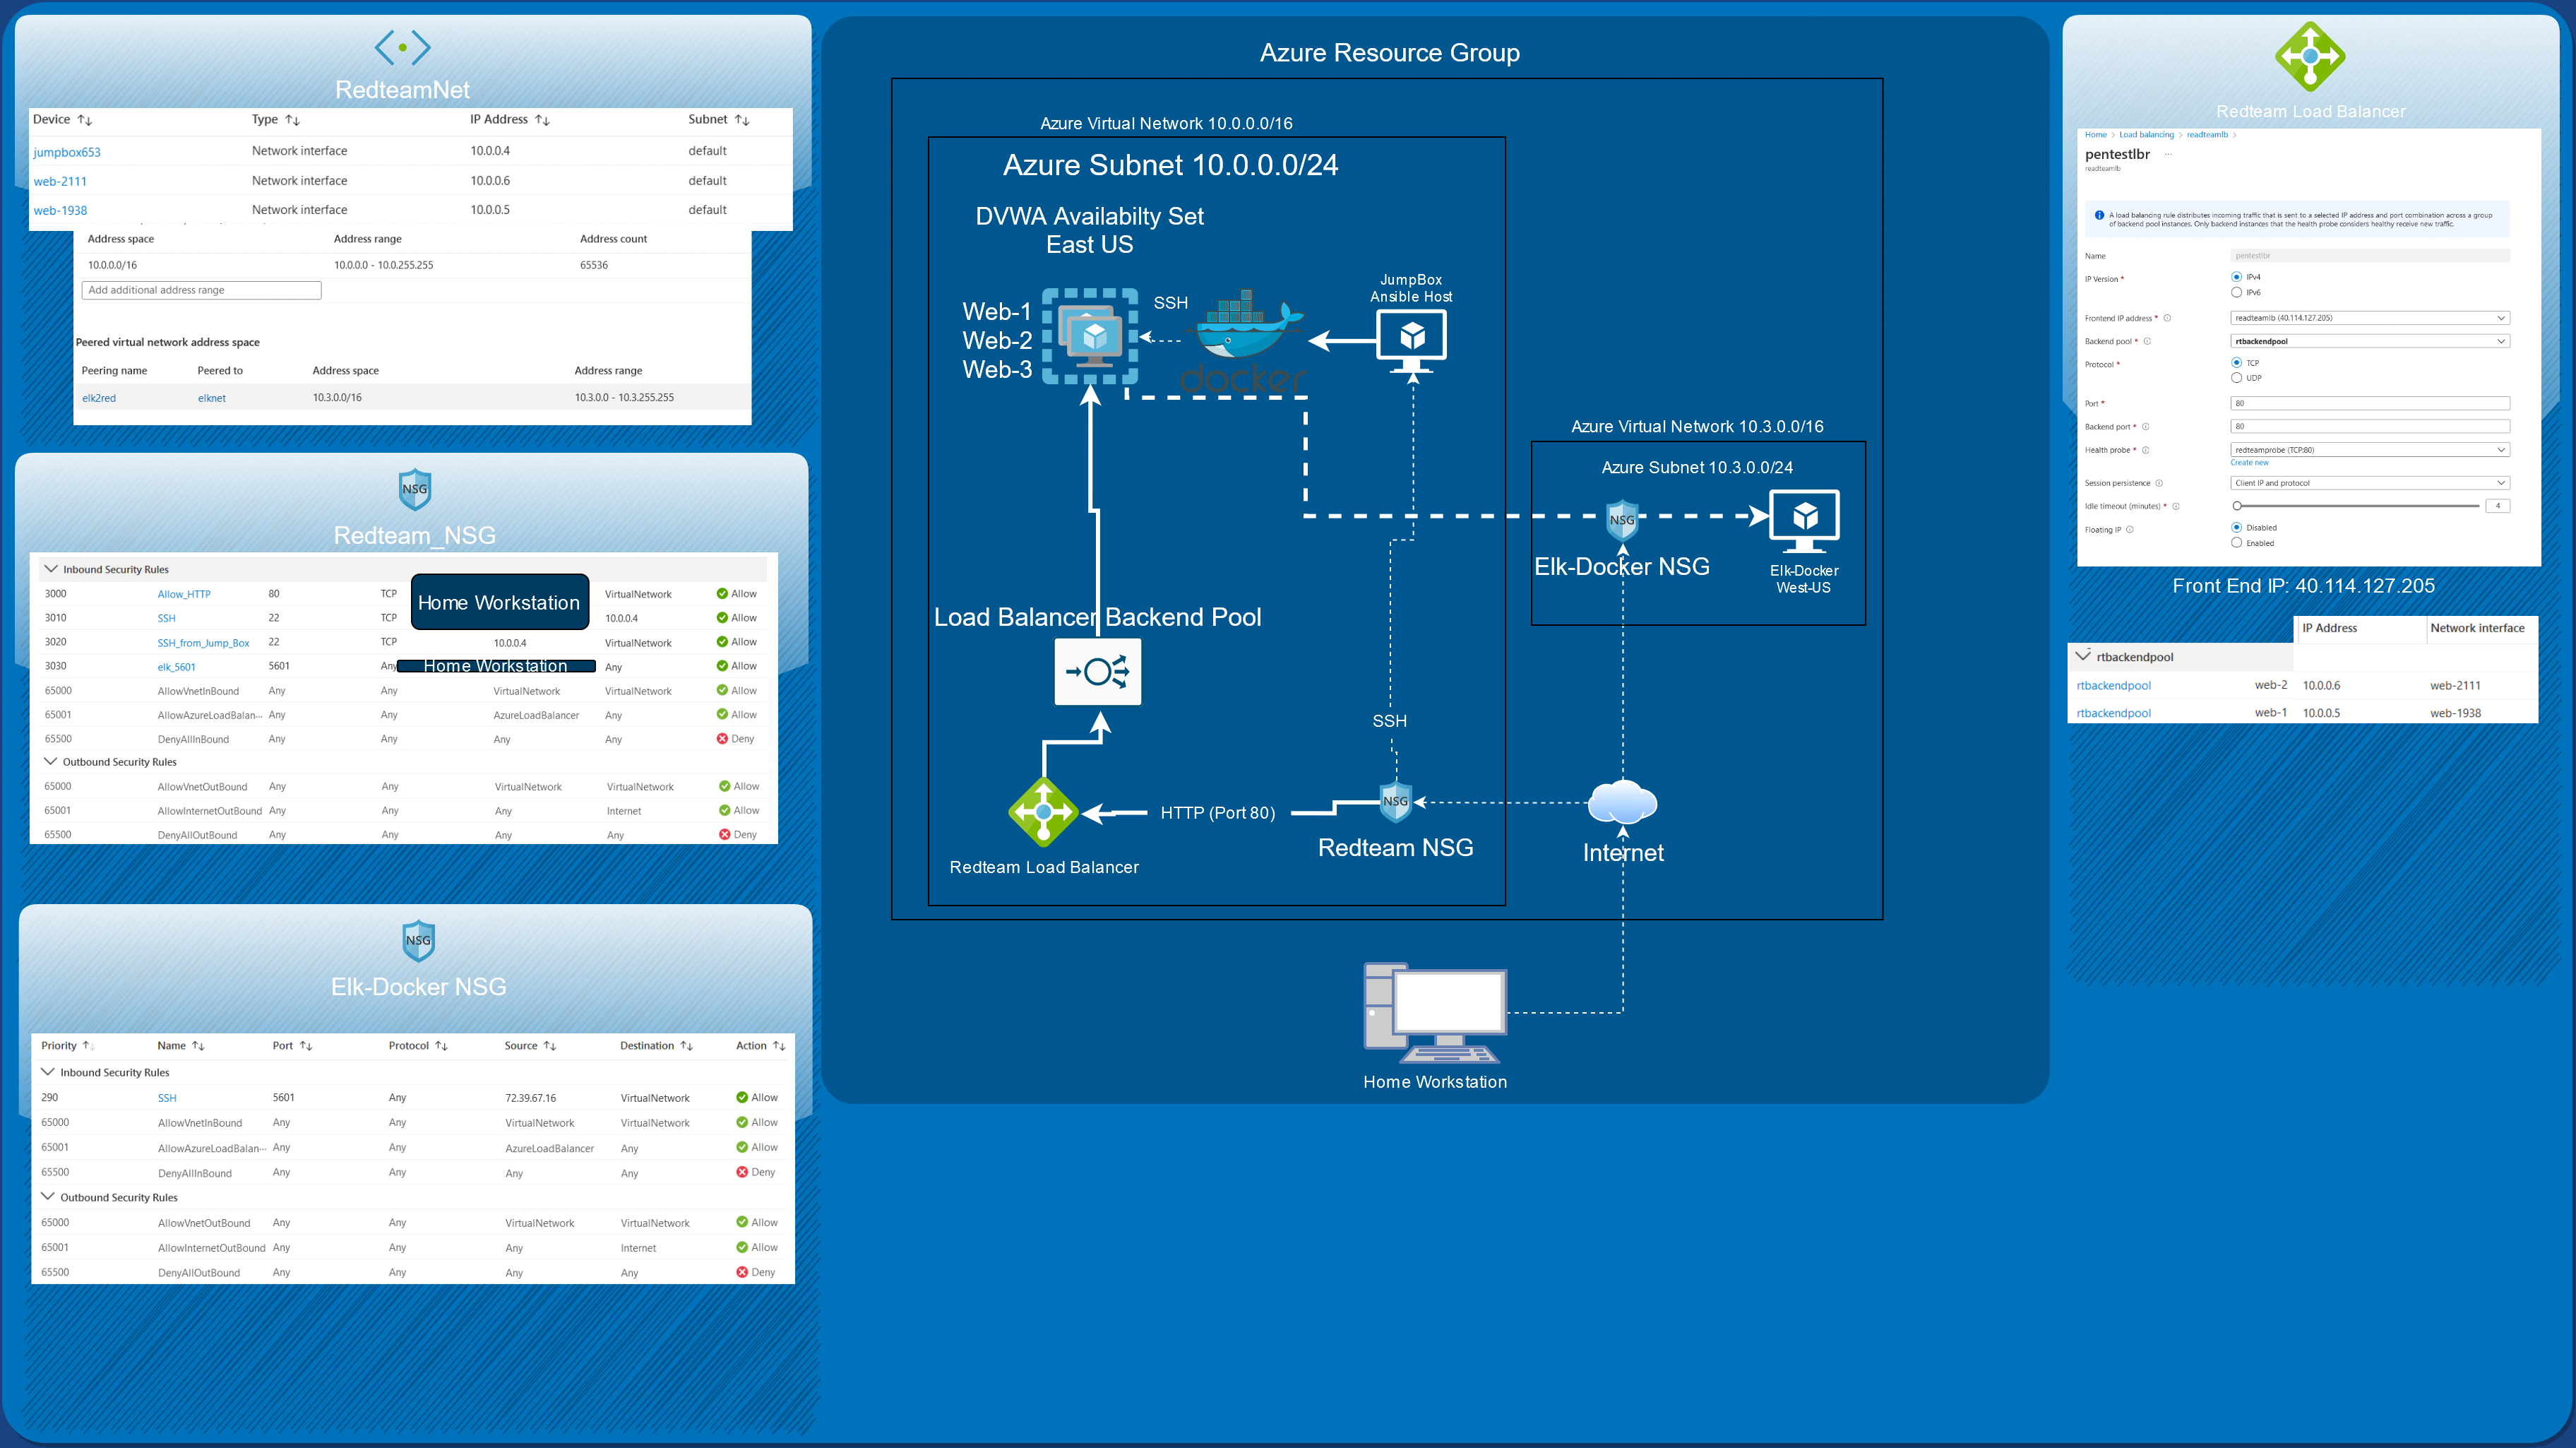 RedteamNet
Device Type IP Address Subnet
jumpbox653 Network interface 10.0.0.4 default
web-2111 Network interface 10.0.0.6 default
web-1938 Network interface 10.0.0.5 default
Address space Address range Address count
10.0.0.0/16 10.0.0.0 - 10.0.255.255 65536
Add additional address range
Peered virtual network address space
Peering name Peered to Address space Address range
elk2red elknet 10.3.0.0/16 10.3.0.0 - 10.3.255.255
NSG
Redteam_NSG
Inbound Security Rules
3000 Allow_HTTP 80 TCP VirtualNetwork Allow
Home Workstation
3010 SSH 22 TCP 10.0.0.4 Allow
3020 SSH_from_Jump_Box 22 TCP 10.0.0.4 VirtualNetwork Allow
3030 elk_5601 5601 Any Home Workstation Any Allow
65000 AllowVnetInBound Any Any VirtualNetwork VirtualNetwork Allow
65001 AllowAzureLoadBalan··· Any Any AzureLoadBalancer Any Allow
65500 DenyAllInBound Any Any Any Any Deny
Outbound Security Rules
65000 AllowVnetOutBound Any Any VirtualNetwork VirtualNetwork Allow
65001 AllowInternetOutBound Any Any Any Internet Allow
65500 DenyAllOutBound Any Any Any Any Deny
NSG
Elk-Docker NSG
Priority Name Port Protocol Source Destination Action
Inbound Security Rules
290 SSH 5601 Any 72.39.67.16 VirtualNetwork Allow
65000 AllowVnetInBound Any Any VirtualNetwork VirtualNetwork Allow
65001 AllowAzureLoadBalan··· Any Any AzureLoadBalancer Any Allow
65500 DenyAllInBound Any Any Any Any Deny
Outbound Security Rules
65000 AllowVnetOutBound Any Any VirtualNetwork VirtualNetwork Allow
65001 AllowInternetOutBound Any Any Any Internet Allow
65500 DenyAllOutBound Any Any Any Any Deny
Azure Resource Group
Azure Virtual Network 10.0.0.0/16
Azure Subnet 10.0.0.0/24
DVWA Availabilty Set
East US
Web-1
Web-2
Web-3
SSH
docker
JumpBox
Ansible Host
Azure Virtual Network 10.3.0.0/16
Azure Subnet 10.3.0.0/24
NSG
Elk-Docker NSG
Elk-Docker
West-US
Load Balancer Backend Pool
SSH
HTTP (Port 80)
NSG
Redteam NSG
Redteam Load Balancer
Internet
Home Workstation
Redteam Load Balancer
Home > Load balancing > readteamlb >
pentestlbr ···
readteamlb
A load balancing rule distributes incoming traffic that is sent to a selected IP address and port combination across a group
of backend pool instances. Only backend instances that the health probe considers healthy receive new traffic.
Name pentestlbr
IP Version * IPv4
IPv6
Frontend IP address * readteamlb (40.114.127.205)
Backend pool * rtbackendpool
Protocol * TCP
UDP
Port * 80
Backend port * 80
Health probe * redteamprobe (TCP:80)
Create new
Session persistence Client IP and protocol
Idle timeout (minutes) * 4
Floating IP Disabled
Enabled
Front End IP: 40.114.127.205
IP Address Network interface
rtbackendpool
rtbackendpool web-2 10.0.0.6 web-2111
rtbackendpool web-1 10.0.0.5 web-1938